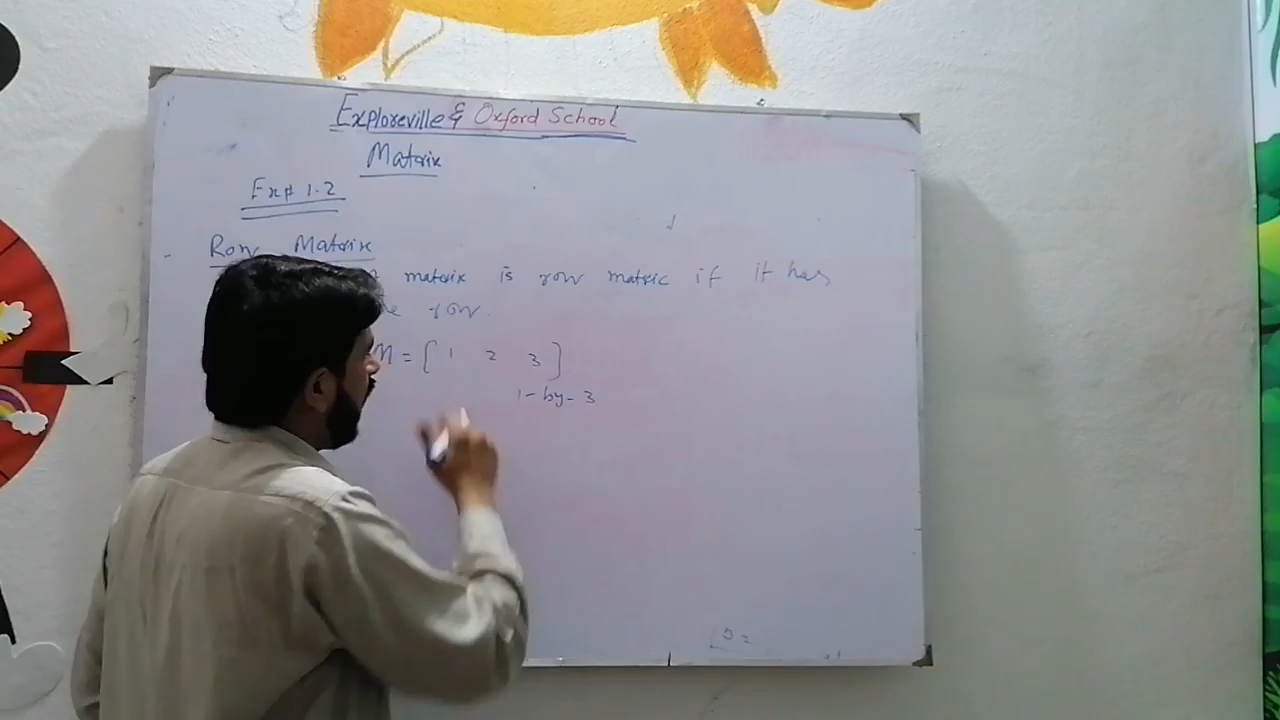 Exploreville & Oxford School
Matrix
Ex# 1.2
Row Matrix
matrix is row matric if it has
row.
M = [ 1 2 3 ]
1-by-3